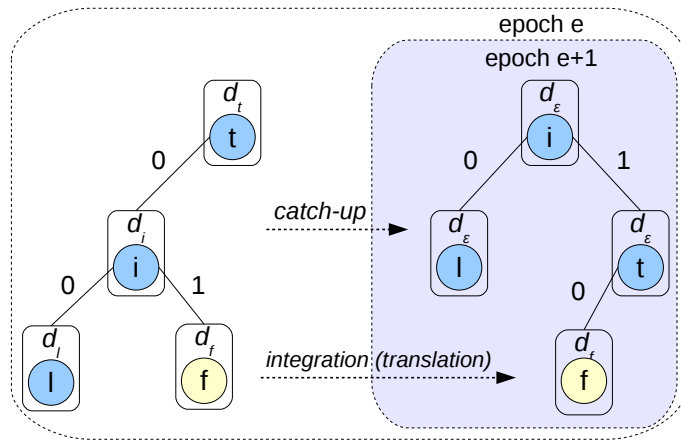 epoch e
epoch e+1
d_t
t
d_ε
i
0
0
1
d_i
i
catch-up
d_ε
l
d_ε
t
0
1
0
d_l
l
d_f
f
integration (translation)
d_f
f